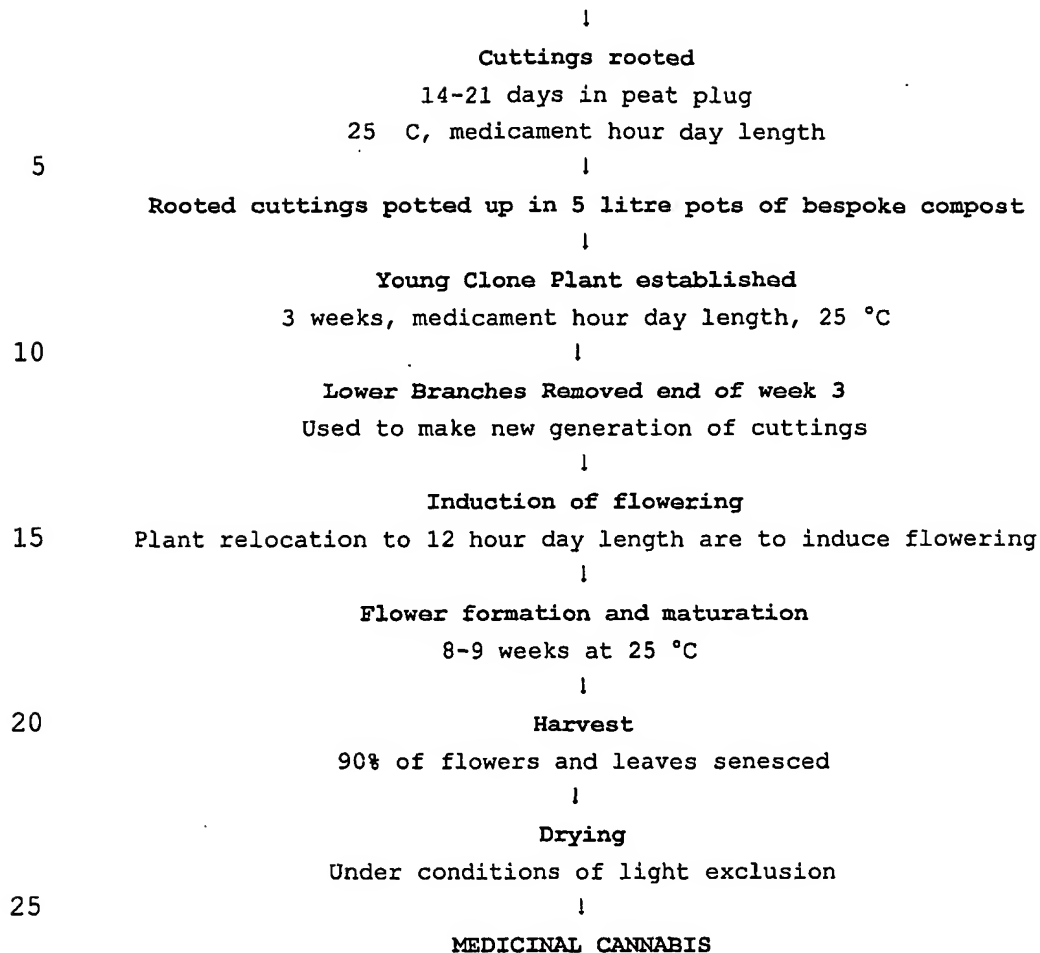 ↓
Cuttings rooted
14-21 days in peat plug
25 C, medicament hour day length
5 ↓
Rooted cuttings potted up in 5 litre pots of bespoke compost
↓
Young Clone Plant established
3 weeks, medicament hour day length, 25 °C
10 ↓
Lower Branches Removed end of week 3
Used to make new generation of cuttings
↓
Induction of flowering
15 Plant relocation to 12 hour day length are to induce flowering
↓
Flower formation and maturation
8-9 weeks at 25 °C
↓
20 Harvest
90% of flowers and leaves senesced
↓
Drying
Under conditions of light exclusion
25 ↓
MEDICINAL CANNABIS